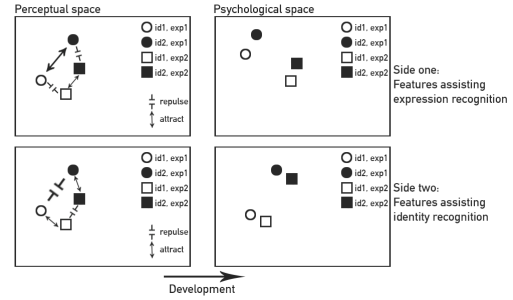 Perceptual space
Psychological space
id1, exp1
id2, exp1
id1, exp2
id2, exp2
repulse
attract
id1, exp1
id2, exp1
id1, exp2
id2, exp2
Side one:
Features assisting
expression recognition
id1, exp1
id2, exp1
id1, exp2
id2, exp2
repulse
attract
id1, exp1
id2, exp1
id1, exp2
id2, exp2
Side two:
Features assisting
identity recognition
Development